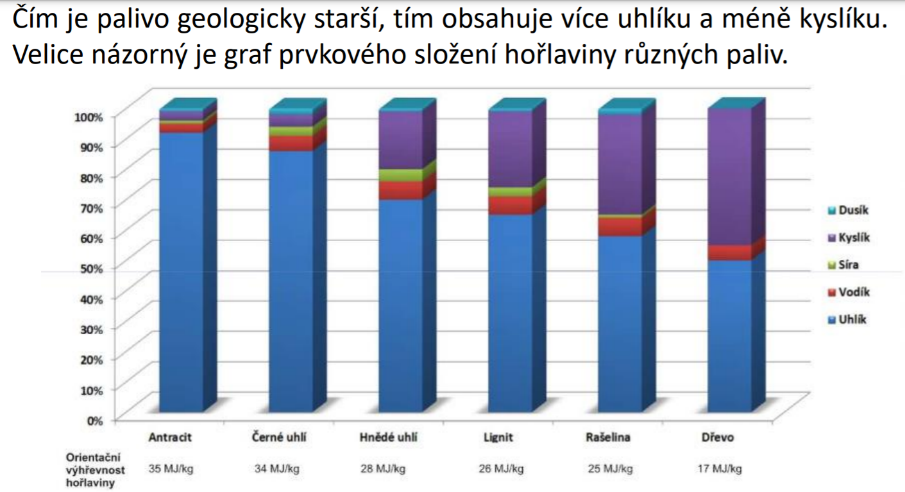 Čím je palivo geologicky starší, tím obsahuje více uhlíku a méně kyslíku.
Velice názorný je graf prvkového složení hořlaviny různých paliv.
100%
90%
80%
70%
60%
50%
40%
30%
20%
10%
0%
Dusík
Kyslík
Síra
Vodík
Uhlík
Antracit Černé uhlí Hnědé uhlí Lignit Rašelina Dřevo
Orientační
výhřevnost
hořlaviny
35 MJ/kg 34 MJ/kg 28 MJ/kg 26 MJ/kg 25 MJ/kg 17 MJ/kg